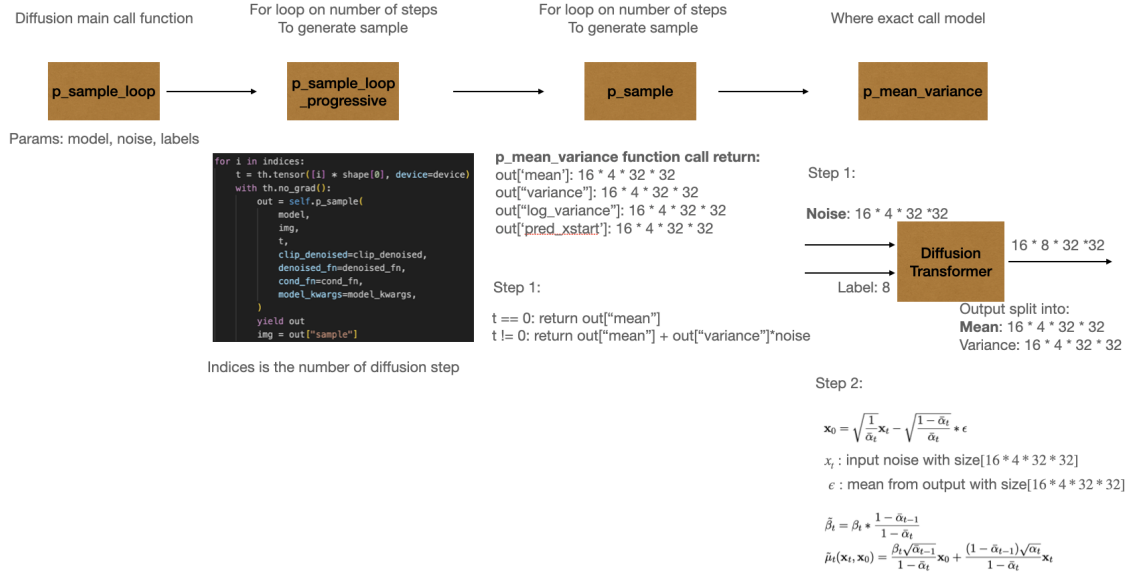 Diffusion main call function
For loop on number of steps
To generate sample
For loop on number of steps
To generate sample
Where exact call model
p_sample_loop
p_sample_loop
_progressive
p_sample
p_mean_variance
Params: model, noise, labels
for i in indices:
t = th.tensor([i] * shape[0], device=device)
with th.no_grad():
out = self.p_sample(
model,
img,
t,
clip_denoised=clip_denoised,
denoised_fn=denoised_fn,
cond_fn=cond_fn,
model_kwargs=model_kwargs,
)
yield out
img = out["sample"]
Indices is the number of diffusion step
p_mean_variance function call return:
out['mean']: 16 * 4 * 32 * 32
out["variance"]: 16 * 4 * 32 * 32
out["log_variance"]: 16 * 4 * 32 * 32
out['pred_xstart']: 16 * 4 * 32 * 32
Step 1:
t == 0: return out["mean"]
t != 0: return out["mean"] + out["variance"]*noise
Step 1:
Noise: 16 * 4 * 32 *32
Diffusion
Transformer
16 * 8 * 32 *32
Label: 8
Output split into:
Mean: 16 * 4 * 32 * 32
Variance: 16 * 4 * 32 * 32
Step 2:
x₀ = √(1/ᾱₜ) xₜ − √((1 − ᾱₜ)/ᾱₜ) * ϵ
xₜ : input noise with size[16 * 4 * 32 * 32]
ϵ : mean from output with size[16 * 4 * 32 * 32]
β̃ₜ = βₜ * (1 − ᾱₜ₋₁)/(1 − ᾱₜ)
μ̃ₜ(xₜ, x₀) = (βₜ√ᾱₜ₋₁)/(1 − ᾱₜ) x₀ + ((1 − ᾱₜ₋₁)√αₜ)/(1 − ᾱₜ) xₜ